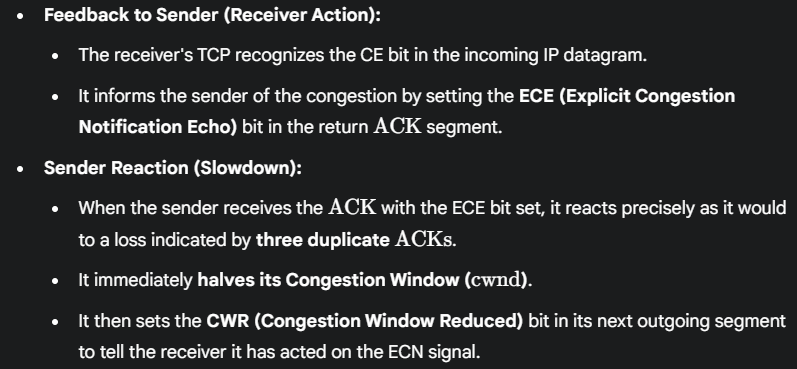 • Feedback to Sender (Receiver Action):
• The receiver's TCP recognizes the CE bit in the incoming IP datagram.
• It informs the sender of the congestion by setting the ECE (Explicit Congestion
Notification Echo) bit in the return ACK segment.
• Sender Reaction (Slowdown):
• When the sender receives the ACK with the ECE bit set, it reacts precisely as it would
to a loss indicated by three duplicate ACKs.
• It immediately halves its Congestion Window (cwnd).
• It then sets the CWR (Congestion Window Reduced) bit in its next outgoing segment
to tell the receiver it has acted on the ECN signal.